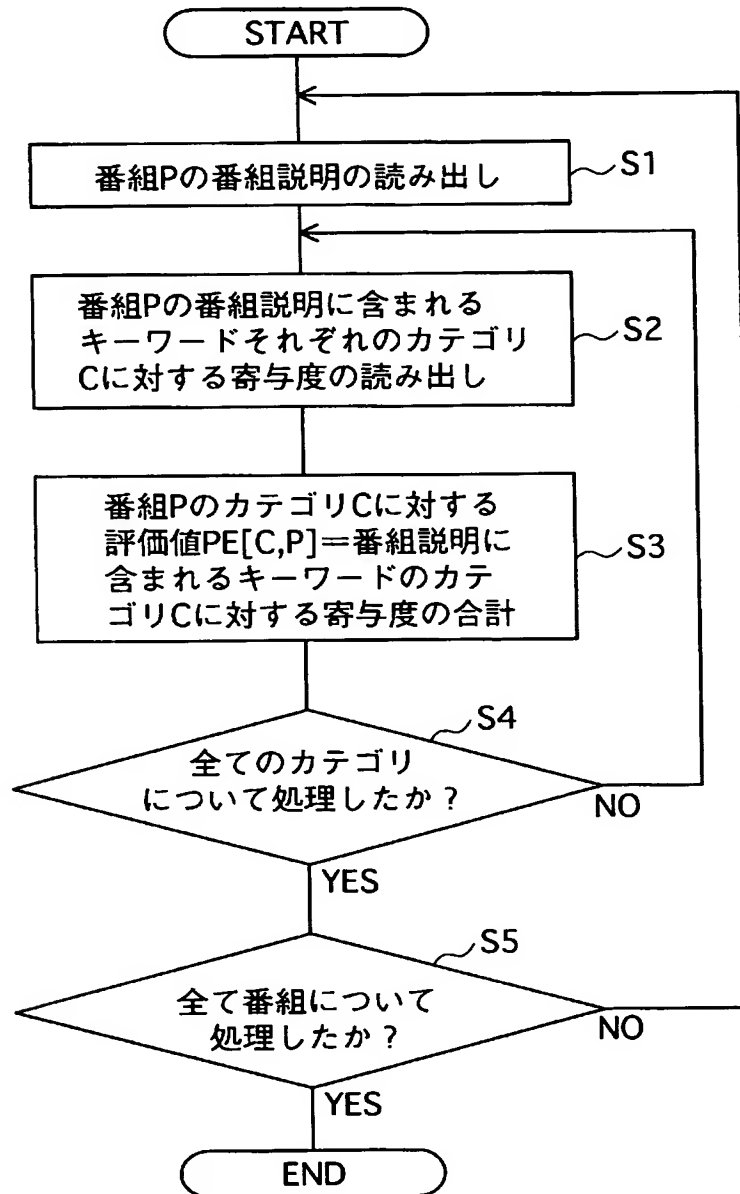 START
番組Pの番組説明の読み出し
S1
番組Pの番組説明に含まれる
キーワードそれぞれのカテゴリ
Cに対する寄与度の読み出し
S2
番組PのカテゴリCに対する
評価値PE[C,P]=番組説明に
含まれるキーワードのカテ
ゴリCに対する寄与度の合計
S3
S4
全てのカテゴリ
について処理したか?
NO
YES
S5
全て番組について
処理したか?
NO
YES
END